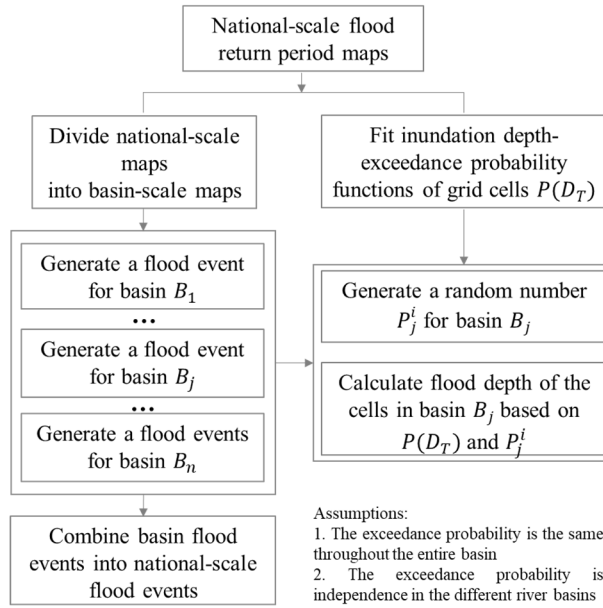 National-scale flood
return period maps
Divide national-scale
maps
into basin-scale maps
Fit inundation depth-
exceedance probability
functions of grid cells P(D_T)
Generate a flood event
for basin B_1
...
Generate a flood event
for basin B_j
...
Generate a flood events
for basin B_n
Generate a random number
P_j^i for basin B_j
Calculate flood depth of the
cells in basin B_j based on
P(D_T) and P_j^i
Combine basin flood
events into national-scale
flood events
Assumptions:
1. The exceedance probability is the same
throughout the entire basin
2. The exceedance probability is
independence in the different river basins